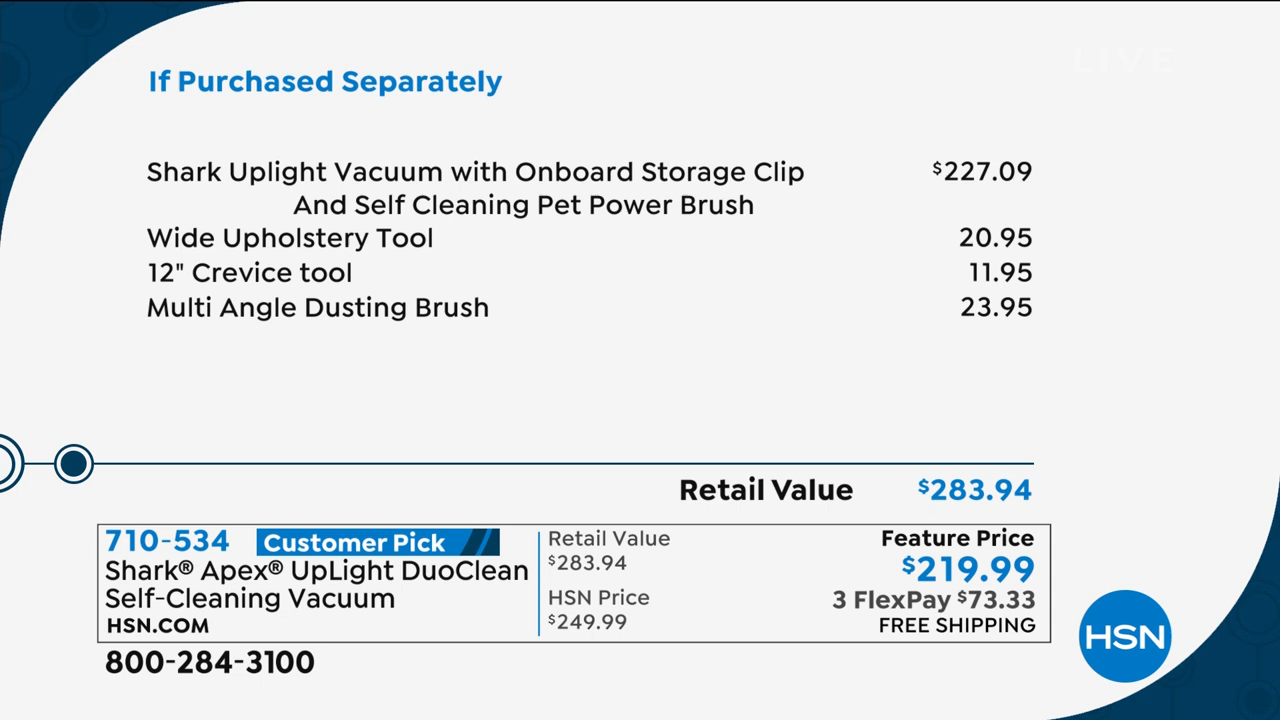 LIVE
If Purchased Separately
Shark Uplight Vacuum with Onboard Storage Clip $227.09
And Self Cleaning Pet Power Brush
Wide Upholstery Tool 20.95
12" Crevice tool 11.95
Multi Angle Dusting Brush 23.95
Retail Value $283.94
710-534 Customer Pick
Shark® Apex® UpLight DuoClean
Self-Cleaning Vacuum
HSN.COM
Retail Value
$283.94
HSN Price
$249.99
Feature Price
$219.99
3 FlexPay $73.33
FREE SHIPPING
800-284-3100
HSN